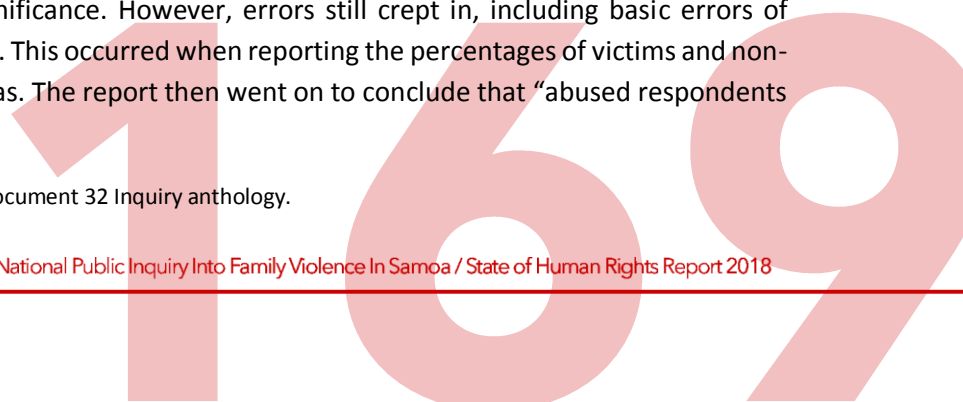 nificance. However, errors still crept in, including basic errors of
. This occurred when reporting the percentages of victims and non-
as. The report then went on to conclude that “abused respondents
ocument 32 Inquiry anthology.
National Public Inquiry Into Family Violence In Samoa / State of Human Rights Report 2018
169